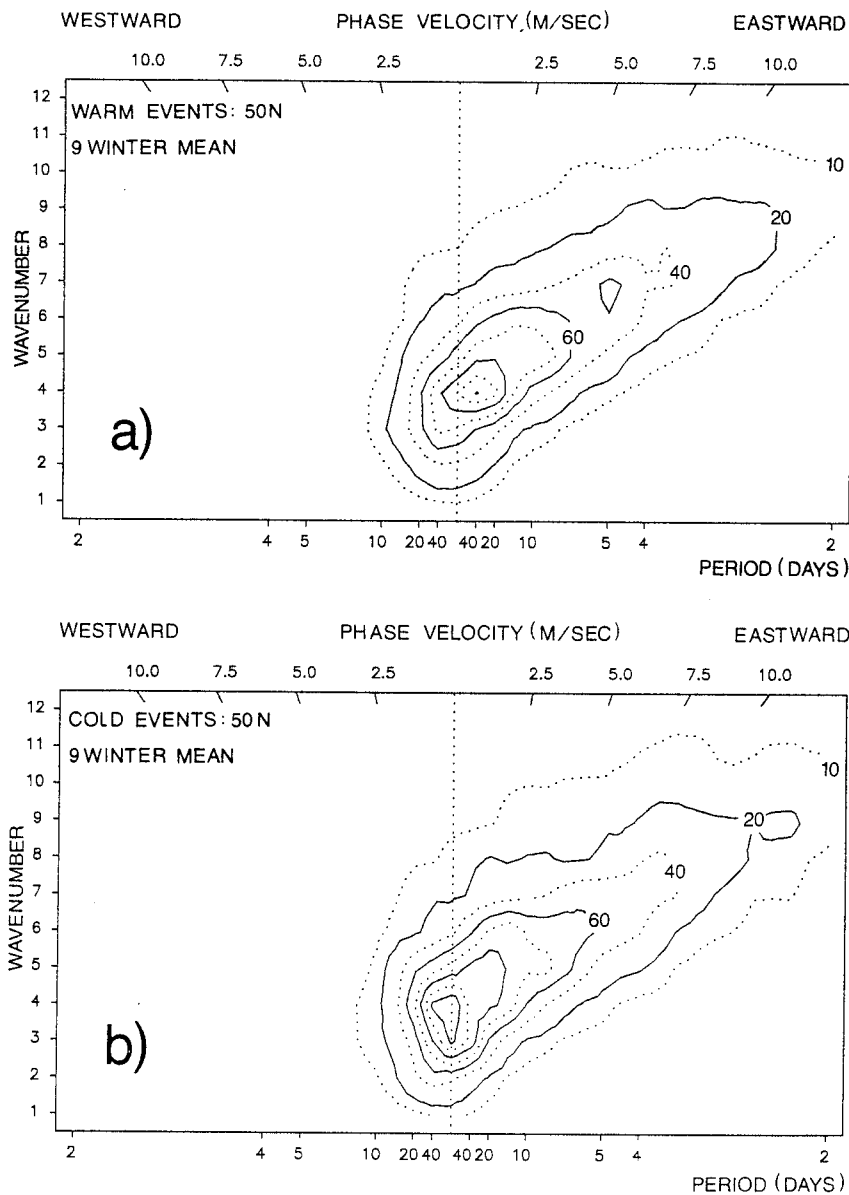 WESTWARD PHASE VELOCITY (M/SEC) EASTWARD
10.0 7.5 5.0 2.5 2.5 5.0 7.5 10.0
12
WARM EVENTS: 50N
11
9 WINTER MEAN
10
10
9
20
8
7
40
6
60
5
4
3
2
1
WAVENUMBER
a)
2 4 5 10 20 40 40 20 10 5 4 2
PERIOD (DAYS)
WESTWARD PHASE VELOCITY (M/SEC) EASTWARD
10.0 7.5 5.0 2.5 2.5 5.0 7.5 10.0
12
COLD EVENTS: 50N
11
9 WINTER MEAN
10
10
9
20
8
40
7
6
60
5
4
3
2
1
WAVENUMBER
b)
2 4 5 10 20 40 40 20 10 5 4 2
PERIOD (DAYS)